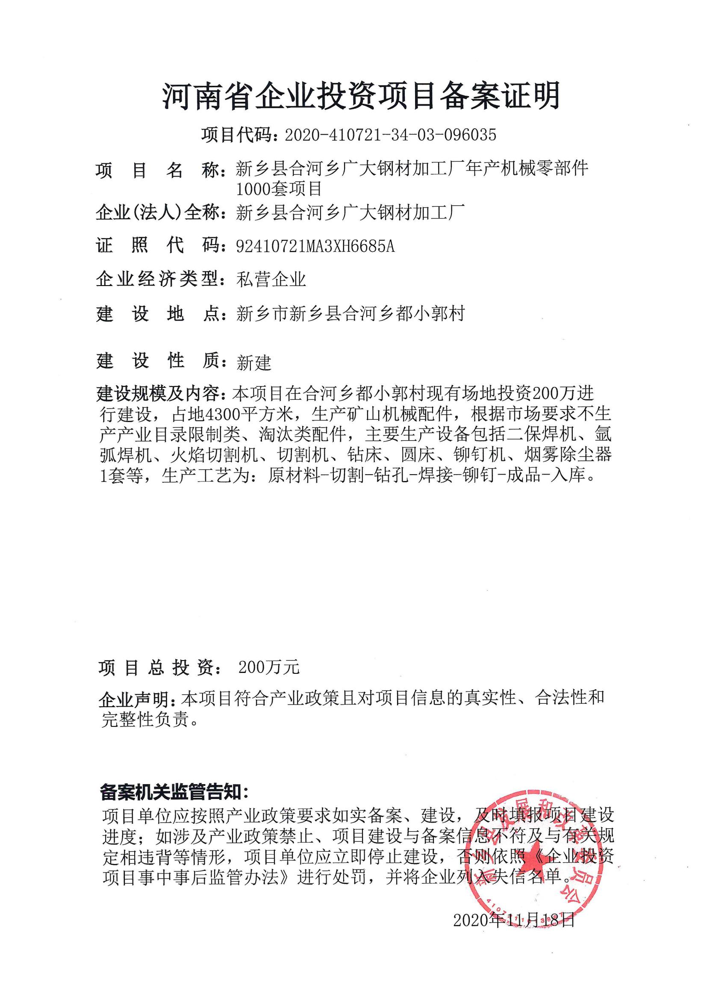 河南省企业投资项目备案证明
项目代码：2020-410721-34-03-096035
项目名称：新乡县合河乡广大钢材加工厂年产机械零部件
1000套项目
企业(法人)全称：新乡县合河乡广大钢材加工厂
证照代码：92410721MA3XH6685A
企业经济类型：私营企业
建设地点：新乡市新乡县合河乡都小郭村
建设性质：新建
建设规模及内容：本项目在合河乡都小郭村现有场地投资200万进
行建设，占地4300平方米，生产矿山机械配件，根据市场要求不生
产产业目录限制类、淘汰类配件，主要生产设备包括二保焊机、氩
弧焊机、火焰切割机、切割机、钻床、圆床、铆钉机、烟雾除尘器
1套等，生产工艺为：原材料-切割-钻孔-焊接-铆钉-成品-入库。
项目总投资：200万元
企业声明：本项目符合产业政策且对项目信息的真实性、合法性和
完整性负责。
备案机关监管告知：
项目单位应按照产业政策要求如实备案、建设，及时填报项目建设
进度；如涉及产业政策禁止、项目建设与备案信息不符及与有关规
定相违背等情形，项目单位应立即停止建设，否则依照《企业投资
项目事中事后监管办法》进行处罚，并将企业列入失信名单。
新乡县发展和改革委员会
2020年11月18日